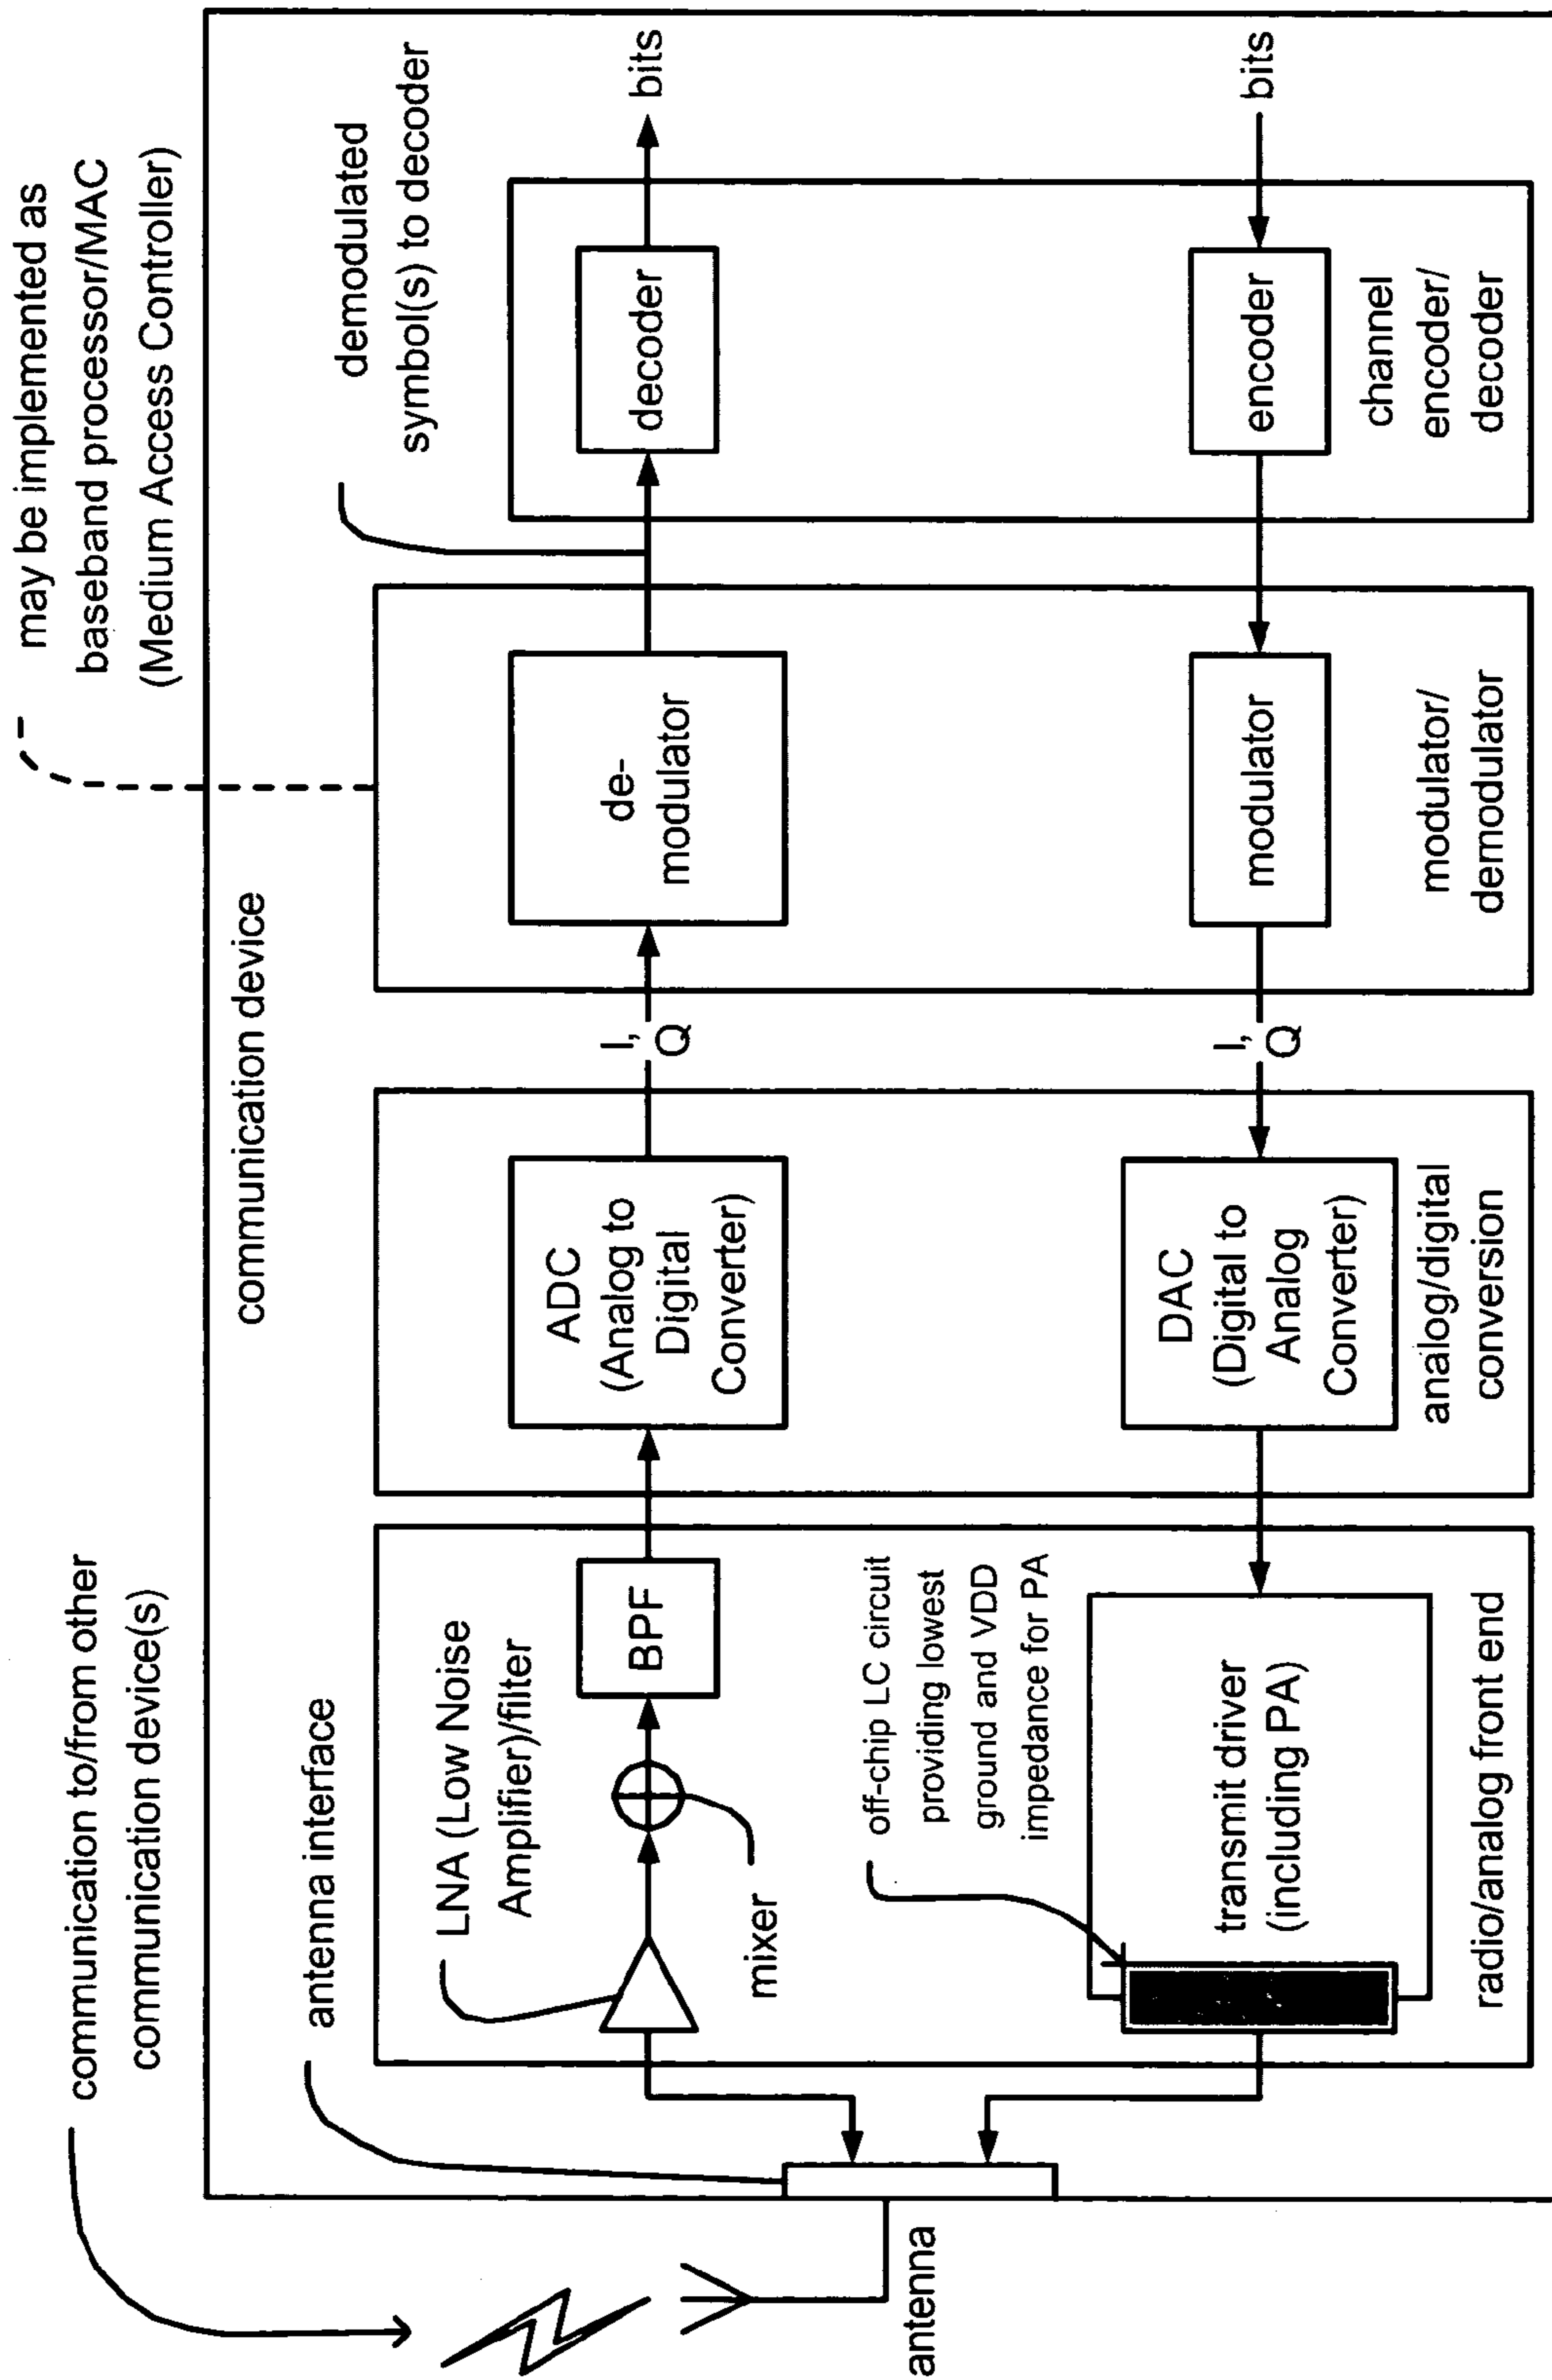 communication to/from other
communication device(s)
may be implemented as
baseband processor/MAC
(Medium Access Controller)
communication device
antenna interface
antenna
LNA (Low Noise
Amplifier)/filter
mixer
BPF
ADC
(Analog to
Digital
Converter)
I,
Q
de-
modulator
demodulated
symbol(s) to decoder
decoder
bits
off-chip LC circuit
providing lowest
ground and VDD
impedance for PA
transmit driver
(including PA)
radio/analog front end
DAC
(Digital to
Analog
Converter)
analog/digital
conversion
I,
Q
modulator
modulator/
demodulator
encoder
channel
encoder/
decoder
bits